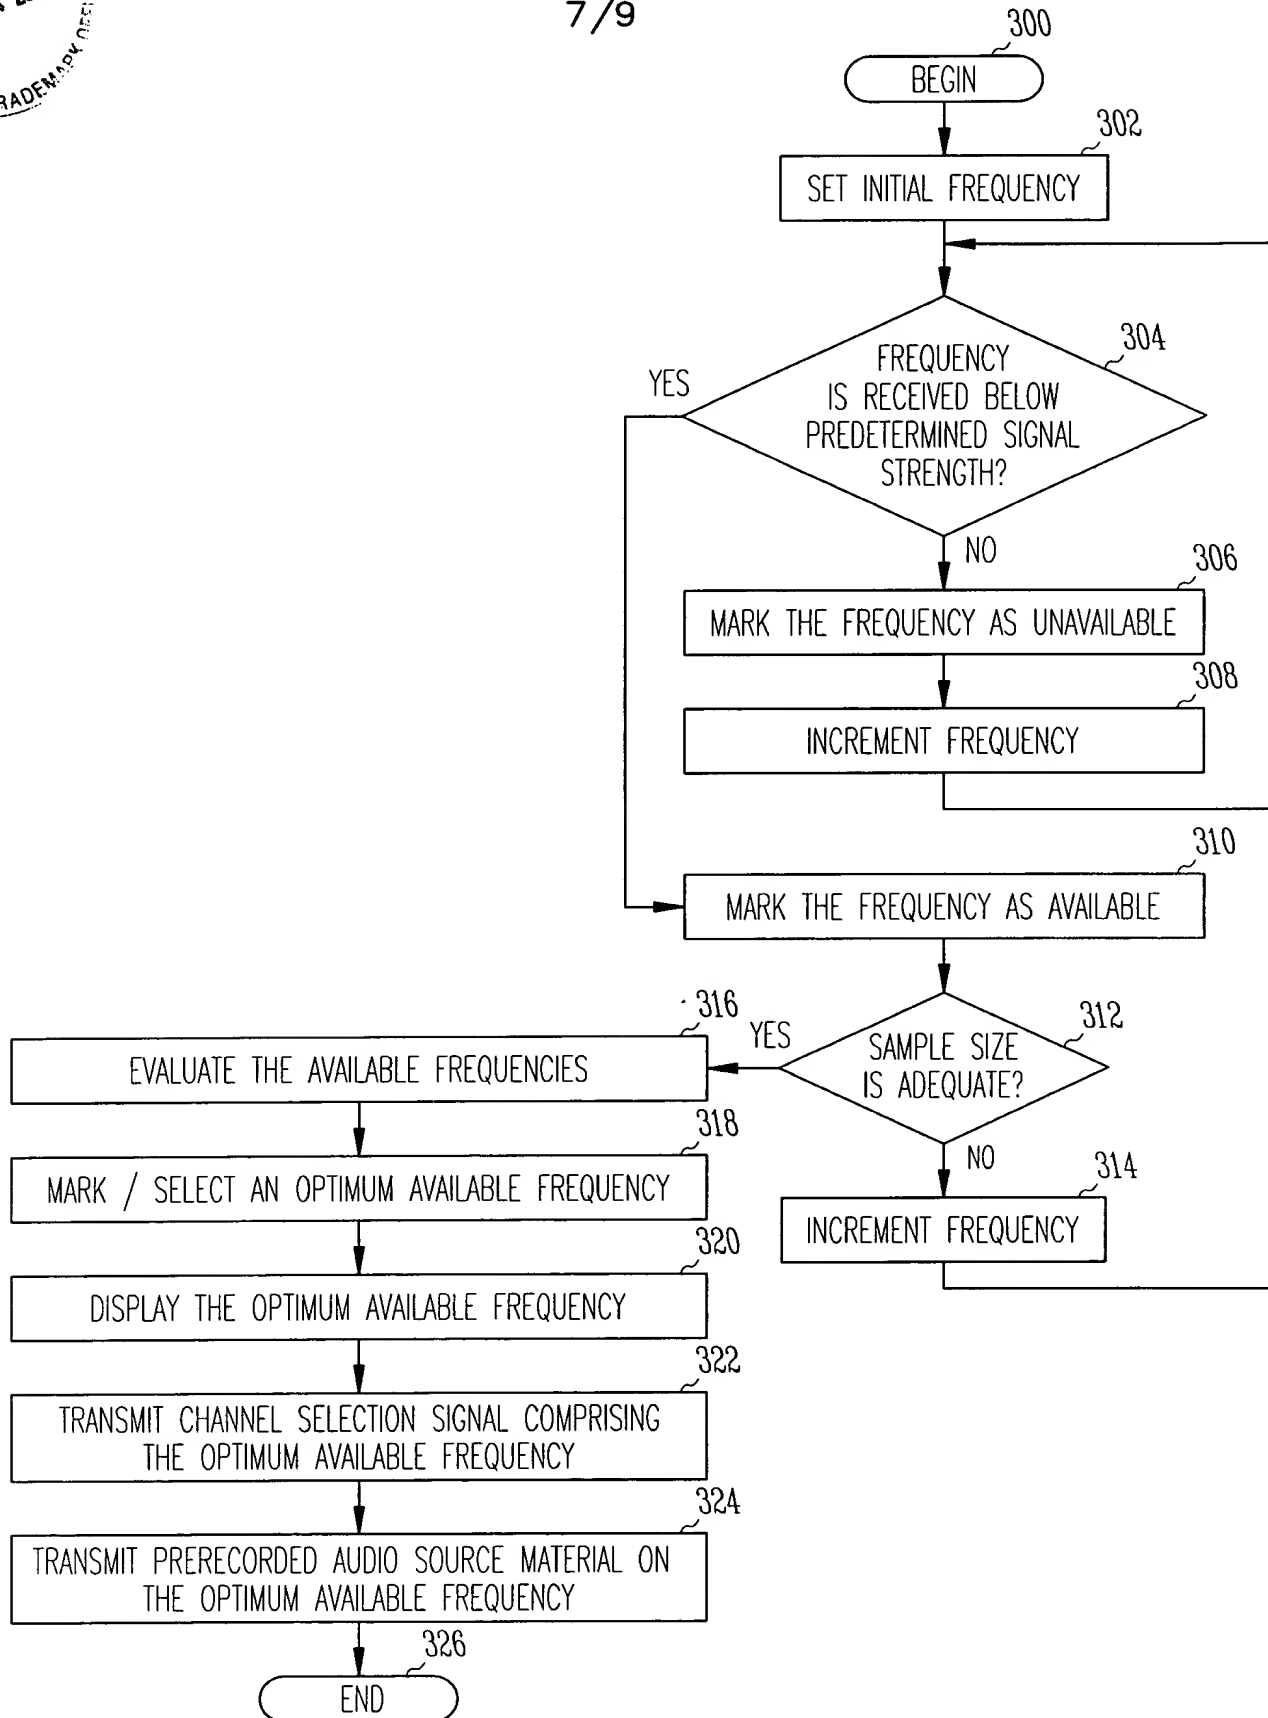 7/9
300
BEGIN
302
SET INITIAL FREQUENCY
304
FREQUENCY
IS RECEIVED BELOW
PREDETERMINED SIGNAL
STRENGTH?
YES
NO
306
MARK THE FREQUENCY AS UNAVAILABLE
308
INCREMENT FREQUENCY
310
MARK THE FREQUENCY AS AVAILABLE
312
SAMPLE SIZE
IS ADEQUATE?
YES
NO
314
INCREMENT FREQUENCY
316
EVALUATE THE AVAILABLE FREQUENCIES
318
MARK / SELECT AN OPTIMUM AVAILABLE FREQUENCY
320
DISPLAY THE OPTIMUM AVAILABLE FREQUENCY
322
TRANSMIT CHANNEL SELECTION SIGNAL COMPRISING
THE OPTIMUM AVAILABLE FREQUENCY
324
TRANSMIT PRERECORDED AUDIO SOURCE MATERIAL ON
THE OPTIMUM AVAILABLE FREQUENCY
326
END